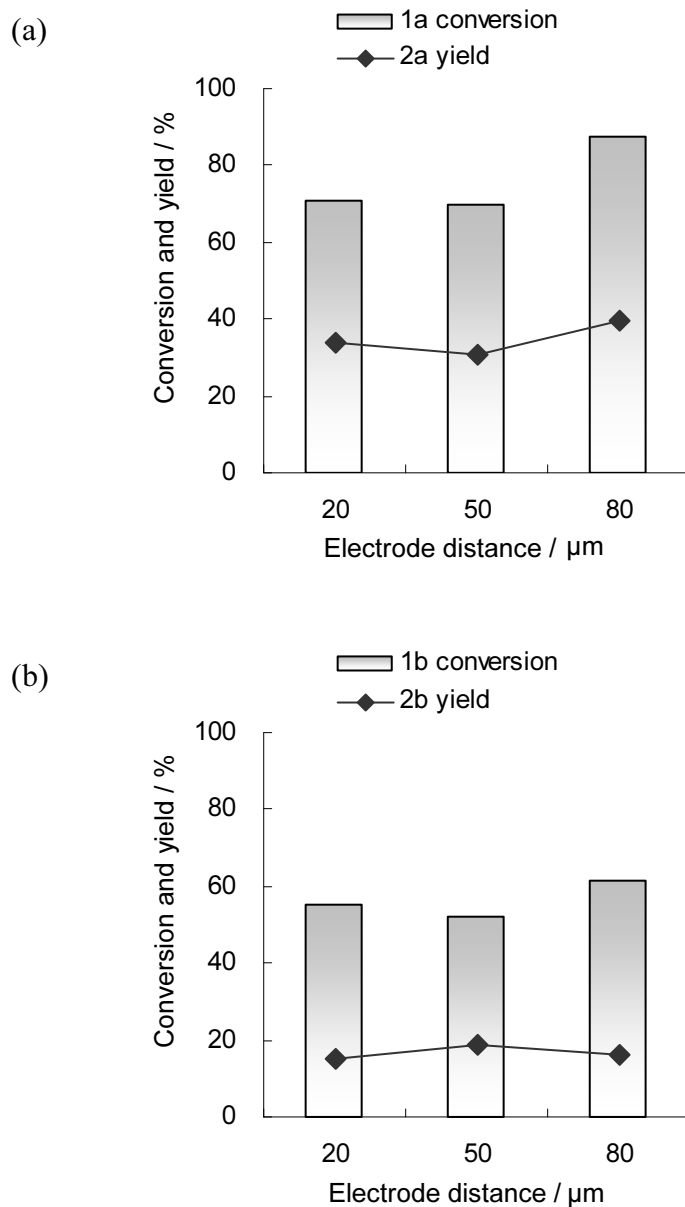 (a)
1a conversion
2a yield
Conversion and yield / %
100
80
60
40
20
0
20 50 80
Electrode distance / µm
(b)
1b conversion
2b yield
Conversion and yield / %
100
80
60
40
20
0
20 50 80
Electrode distance / µm